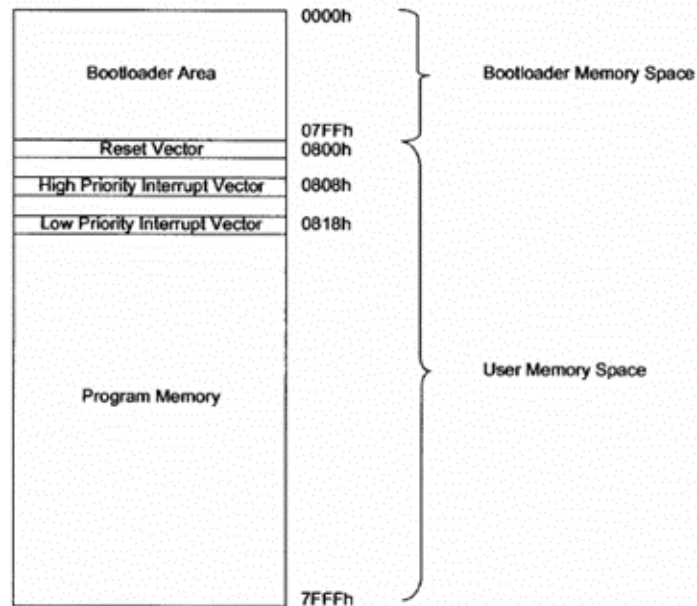 0000h
Bootloader Area
Bootloader Memory Space
07FFh
Reset Vector 0800h
High Priority Interrupt Vector 0808h
Low Priority Interrupt Vector 0818h
User Memory Space
Program Memory
7FFFh